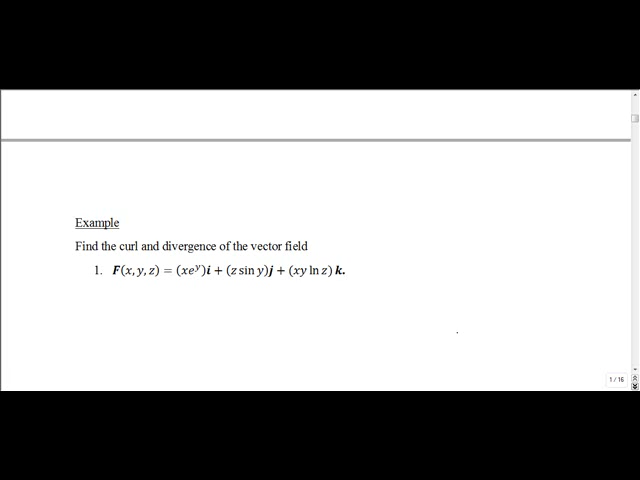 Example
Find the curl and divergence of the vector field
1. F(x, y, z) = (xe^y)i + (z sin y)j + (xy ln z) k.
1 / 16